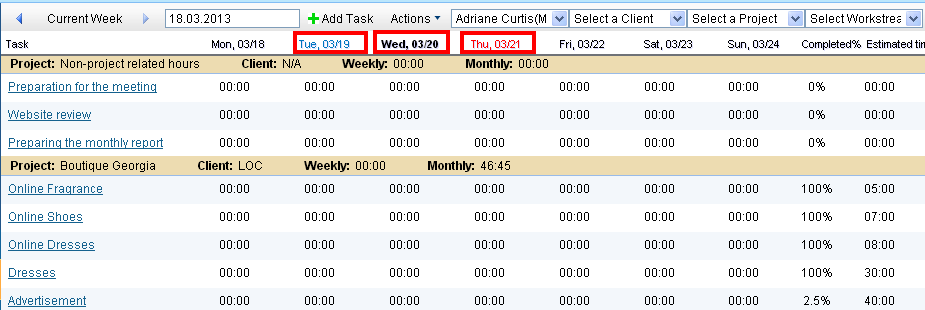 Current Week 18.03.2013 Add Task Actions Adriane Curtis(M Select a Client Select a Project Select Workstrea
Task Mon, 03/18 Tue, 03/19 Wed, 03/20 Thu, 03/21 Fri, 03/22 Sat, 03/23 Sun, 03/24 Completed% Estimated tim
Project: Non-project related hours Client: N/A Weekly: 00:00 Monthly: 00:00
Preparation for the meeting 00:00 00:00 00:00 00:00 00:00 00:00 00:00 0% 00:00
Website review 00:00 00:00 00:00 00:00 00:00 00:00 00:00 0% 00:00
Preparing the monthly report 00:00 00:00 00:00 00:00 00:00 00:00 00:00 0% 00:00
Project: Boutique Georgia Client: LOC Weekly: 00:00 Monthly: 46:45
Online Fragrance 00:00 00:00 00:00 00:00 00:00 00:00 00:00 100% 05:00
Online Shoes 00:00 00:00 00:00 00:00 00:00 00:00 00:00 100% 07:00
Online Dresses 00:00 00:00 00:00 00:00 00:00 00:00 00:00 100% 08:00
Dresses 00:00 00:00 00:00 00:00 00:00 00:00 00:00 100% 30:00
Advertisement 00:00 00:00 00:00 00:00 00:00 00:00 00:00 2.5% 40:00